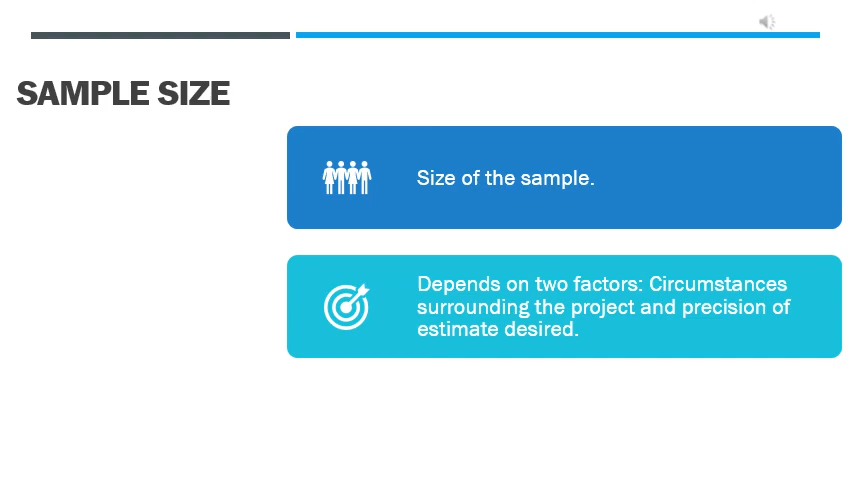 SAMPLE SIZE
Size of the sample.
Depends on two factors: Circumstances
surrounding the project and precision of
estimate desired.